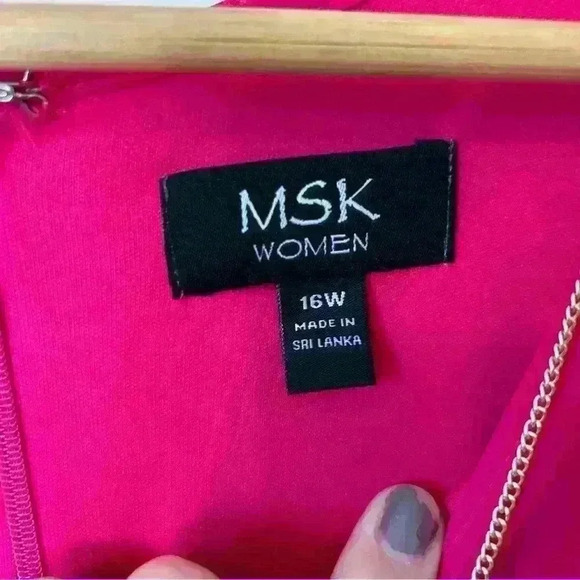 MSK
WOMEN
16W
MADE IN
SRI LANKA